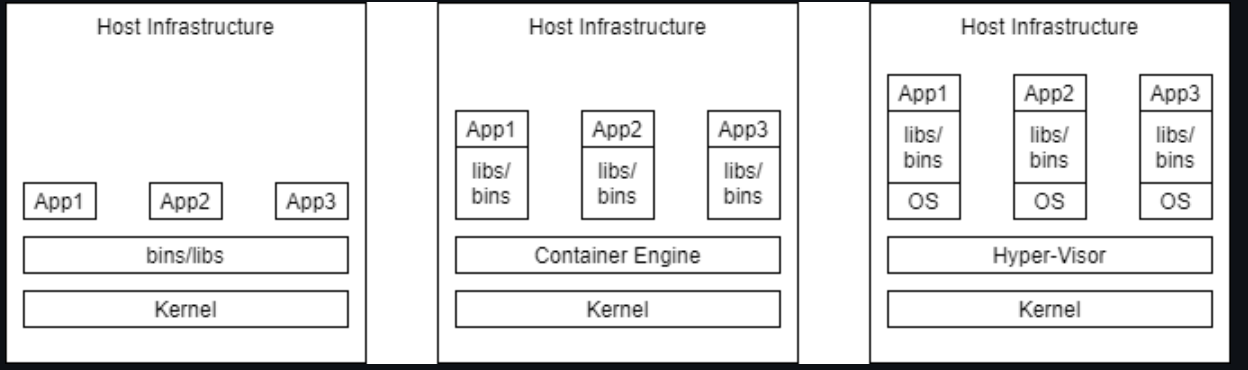 Host Infrastructure
App1
App2
App3
bins/libs
Kernel
Host Infrastructure
App1
App2
App3
libs/
bins
libs/
bins
libs/
bins
Container Engine
Kernel
Host Infrastructure
App1
App2
App3
libs/
bins
libs/
bins
libs/
bins
OS
OS
OS
Hyper-Visor
Kernel